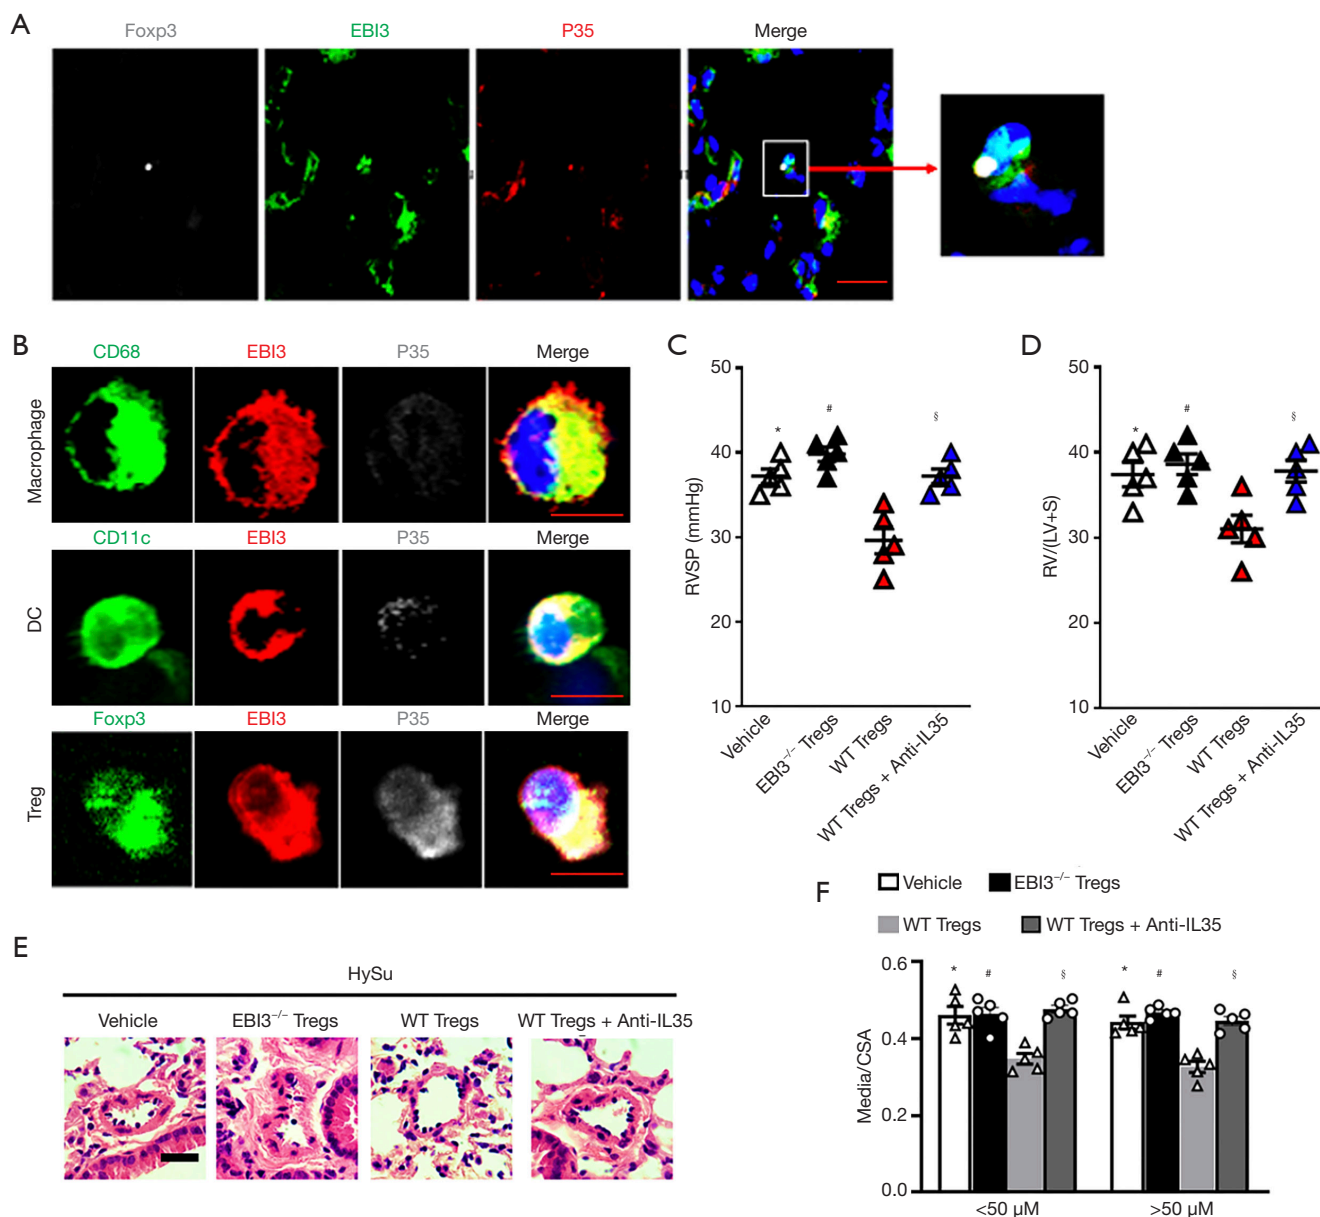 A
Foxp3 EBI3 P35 Merge
B
CD68 EBI3 P35 Merge
Macrophage
CD11c EBI3 P35 Merge
DC
Foxp3 EBI3 P35 Merge
Treg
C
50
40
30
20
10
RVSP (mmHg)
* # §
Vehicle
EBI3⁻/⁻ Tregs
WT Tregs
WT Tregs + Anti-IL35
D
50
40
30
20
10
RV/(LV+S)
* # §
Vehicle
EBI3⁻/⁻ Tregs
WT Tregs
WT Tregs + Anti-IL35
E
HySu
Vehicle EBI3⁻/⁻ Tregs WT Tregs WT Tregs + Anti-IL35
F
Vehicle EBI3⁻/⁻ Tregs
WT Tregs WT Tregs + Anti-IL35
0.6
0.4
0.2
0.0
Media/CSA
* # § * # §
<50 μM >50 μM